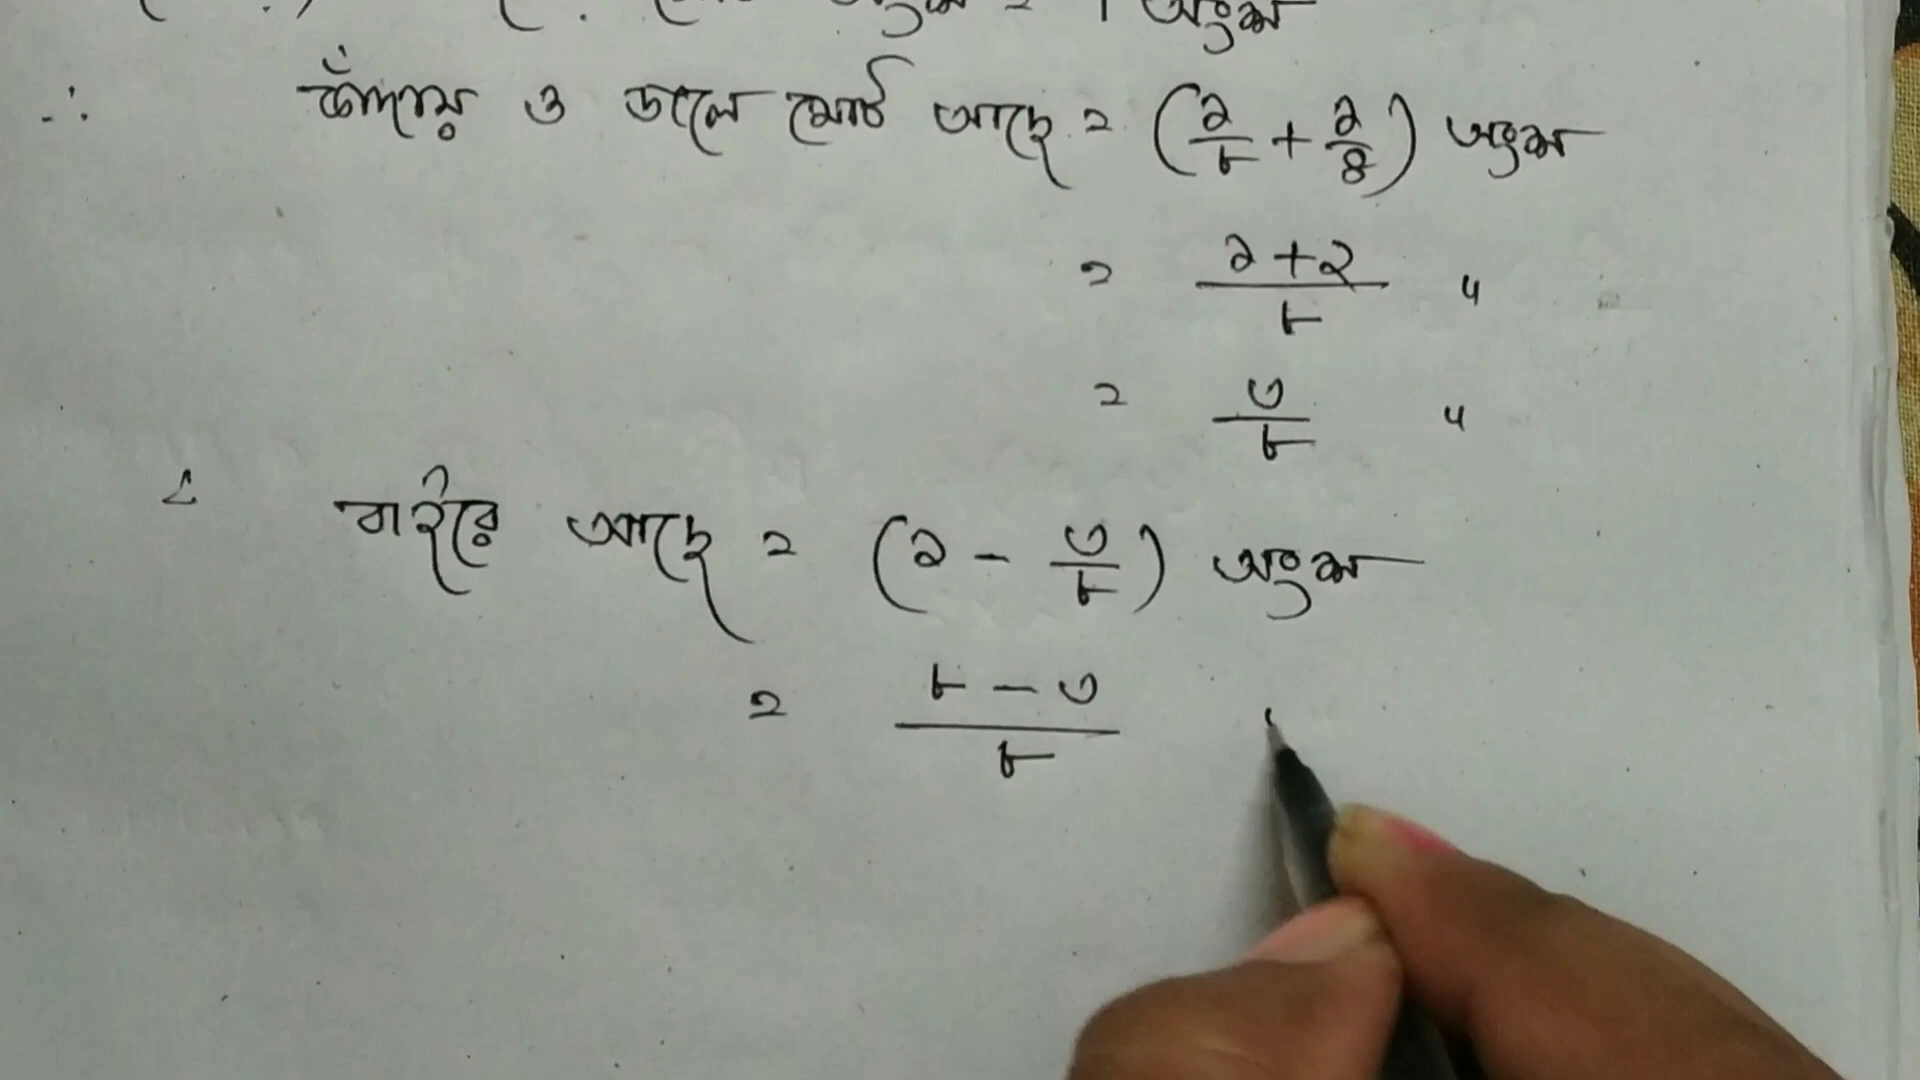 অংশ = ১ অংশ
∴ কাঁদায় ও জলে মোট আছে = (১/৮ + ১/৪) অংশ
= ১+২/৮ "
= ৩/৮ "
∴ বাইরে আছে = (১ - ৩/৮) অংশ
= ৮-৩/৮